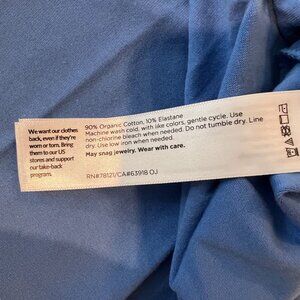 We want our clothes
back, even if they're
worn or torn. Bring
them to our US
stores and support
our take-back
program.
90% Organic Cotton, 10% Elastane
Machine wash cold, with like colors, gentle cycle. Use
non-chlorine bleach when needed. Do not tumble dry. Line
dry. Use low iron when needed.
May snag jewelry. Wear with care.
RN#78121/CA#63918 OJ